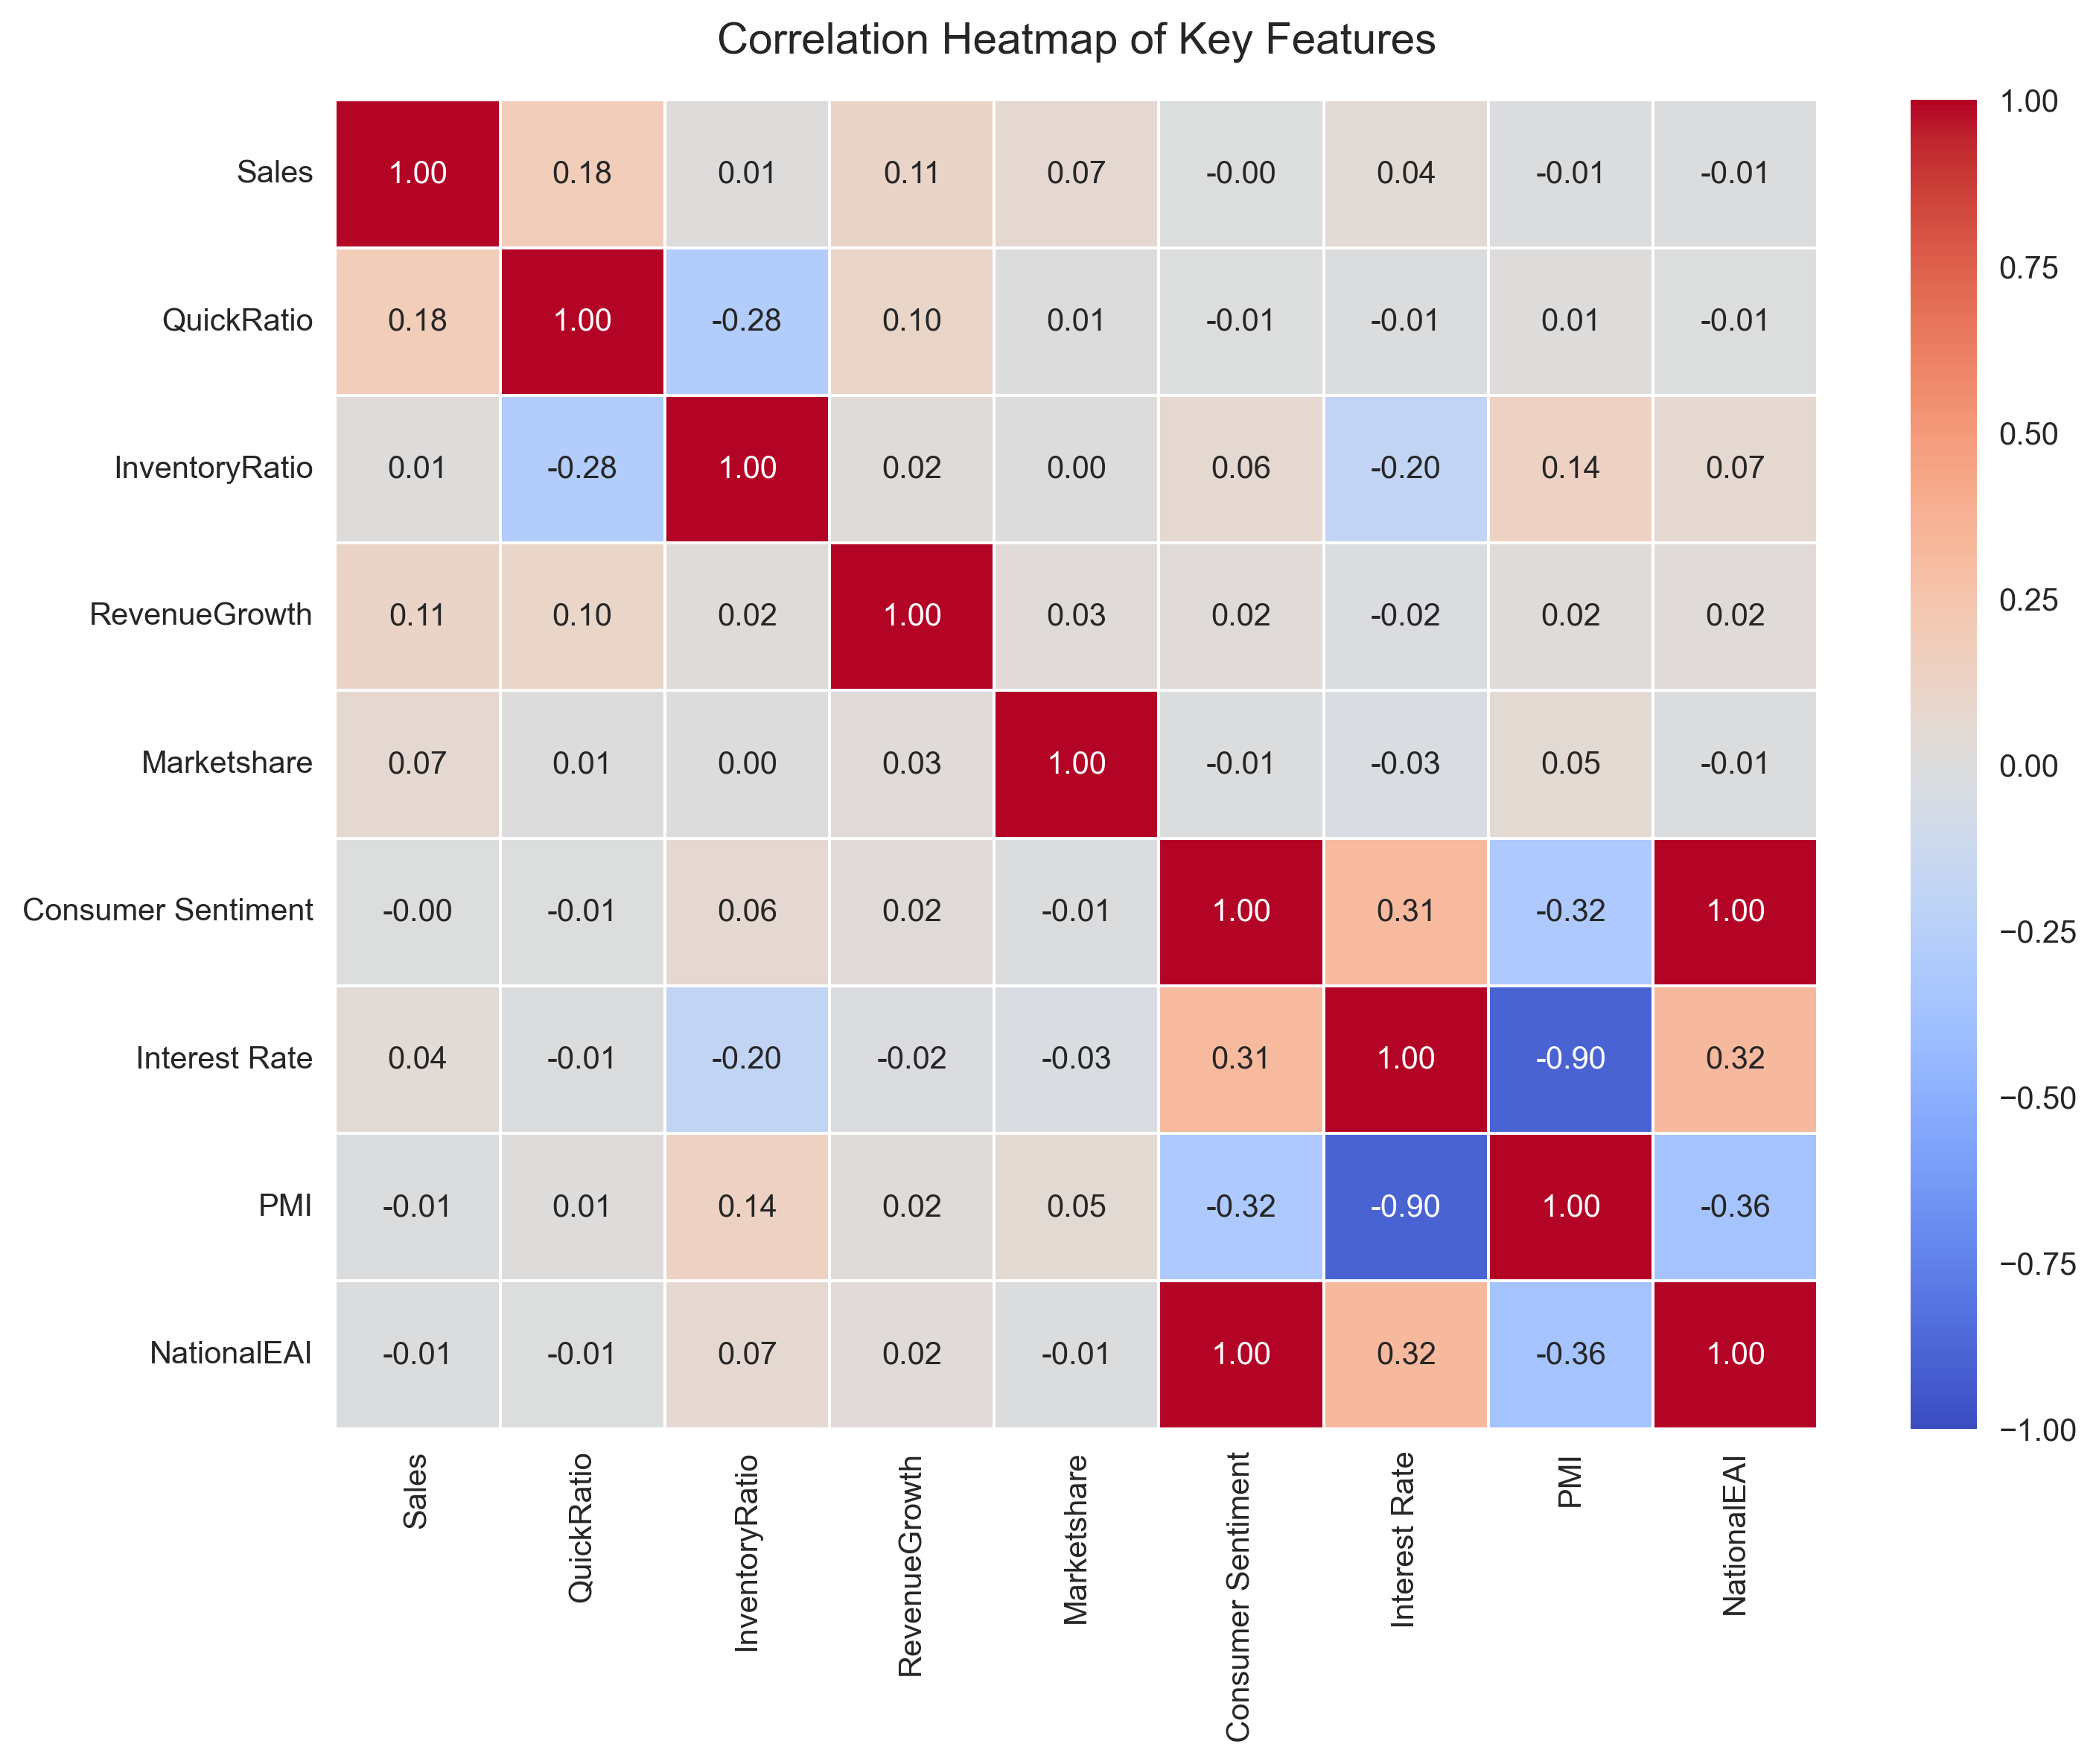 Correlation Heatmap of Key Features
Sales 1.00 0.18 0.01 0.11 0.07 -0.00 0.04 -0.01 -0.01
QuickRatio 0.18 1.00 -0.28 0.10 0.01 -0.01 -0.01 0.01 -0.01
InventoryRatio 0.01 -0.28 1.00 0.02 0.00 0.06 -0.20 0.14 0.07
RevenueGrowth 0.11 0.10 0.02 1.00 0.03 0.02 -0.02 0.02 0.02
Marketshare 0.07 0.01 0.00 0.03 1.00 -0.01 -0.03 0.05 -0.01
Consumer Sentiment -0.00 -0.01 0.06 0.02 -0.01 1.00 0.31 -0.32 1.00
Interest Rate 0.04 -0.01 -0.20 -0.02 -0.03 0.31 1.00 -0.90 0.32
PMI -0.01 0.01 0.14 0.02 0.05 -0.32 -0.90 1.00 -0.36
NationalEAI -0.01 -0.01 0.07 0.02 -0.01 1.00 0.32 -0.36 1.00
Sales
QuickRatio
InventoryRatio
RevenueGrowth
Marketshare
Consumer Sentiment
Interest Rate
PMI
NationalEAI
1.00
0.75
0.50
0.25
0.00
−0.25
−0.50
−0.75
−1.00